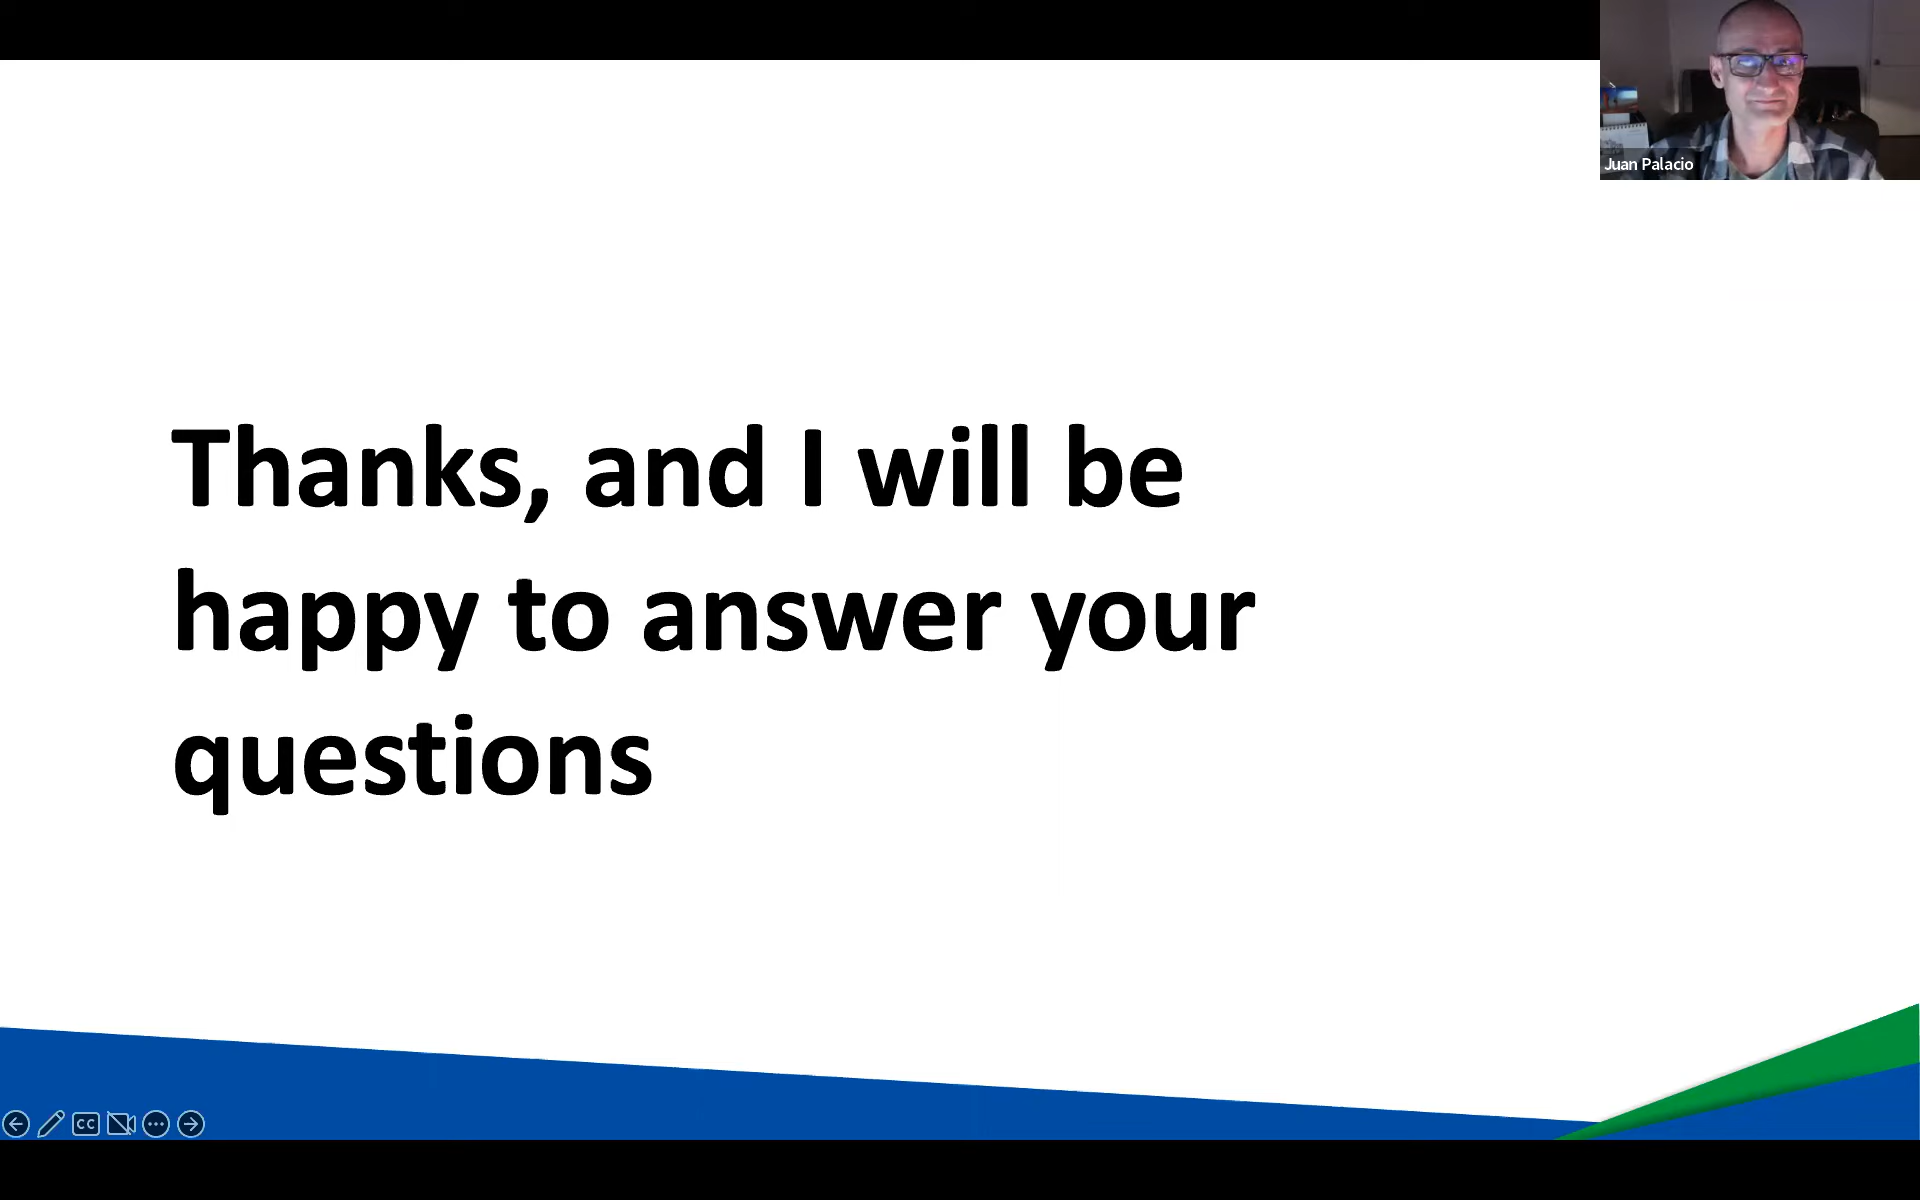 Juan Palacio
Thanks, and I will be
happy to answer your
questions
CC